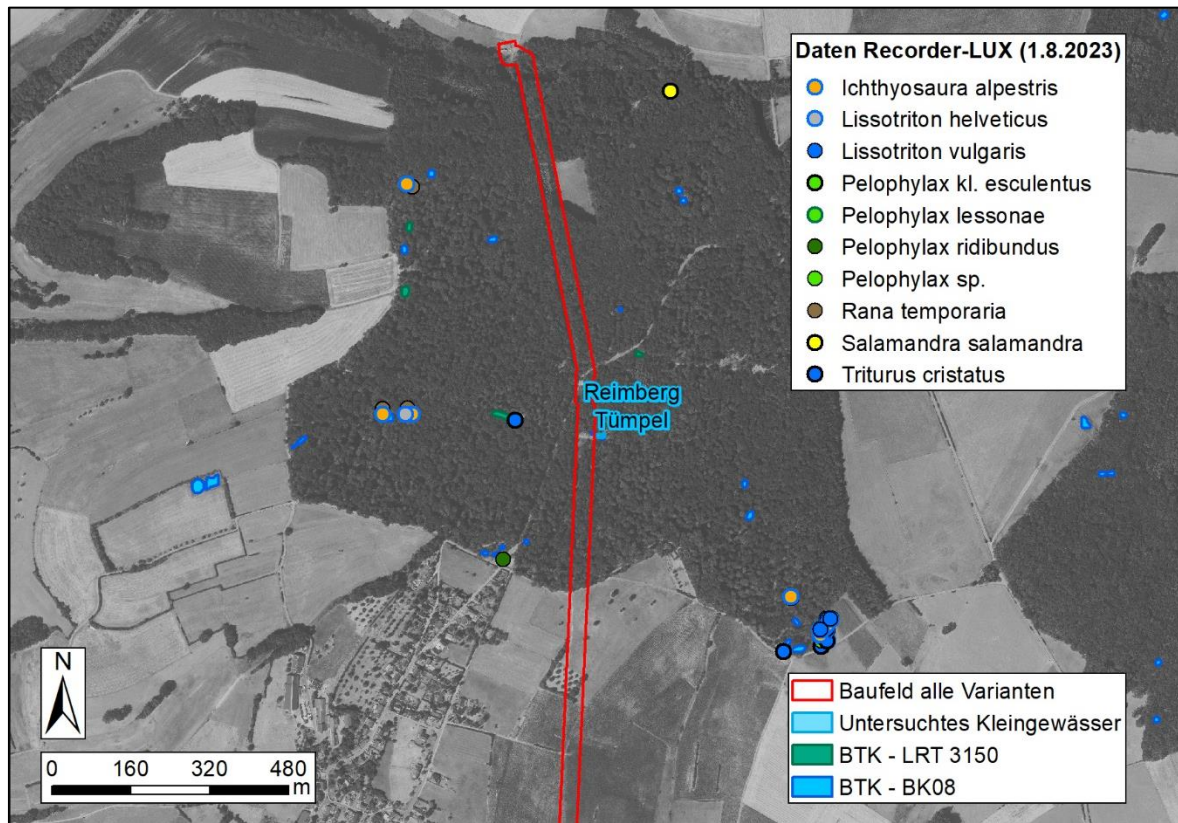 Daten Recorder-LUX (1.8.2023)
Ichthyosaura alpestris
Lissotriton helveticus
Lissotriton vulgaris
Pelophylax kl. esculentus
Pelophylax lessonae
Pelophylax ridibundus
Pelophylax sp.
Rana temporaria
Salamandra salamandra
Triturus cristatus
Reimberg
Tümpel
N
0 160 320 480
m
Baufeld alle Varianten
Untersuchtes Kleingewässer
BTK - LRT 3150
BTK - BK08